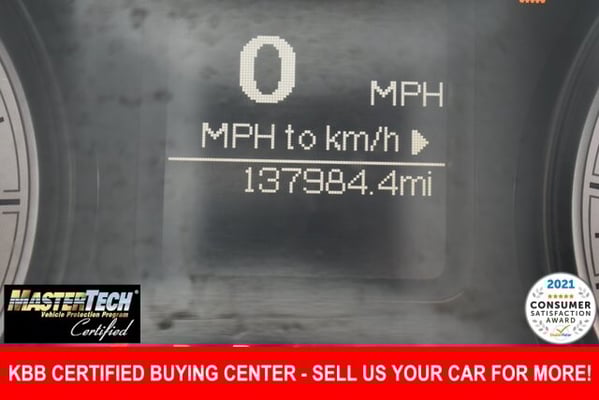 0
MPH
MPH to km/h
137984.4mi
MASTERTECH®
Vehicle Protection Program
Certified
2021
CONSUMER
SATISFACTION
AWARD
DealerRater
KBB CERTIFIED BUYING CENTER - SELL US YOUR CAR FOR MORE!